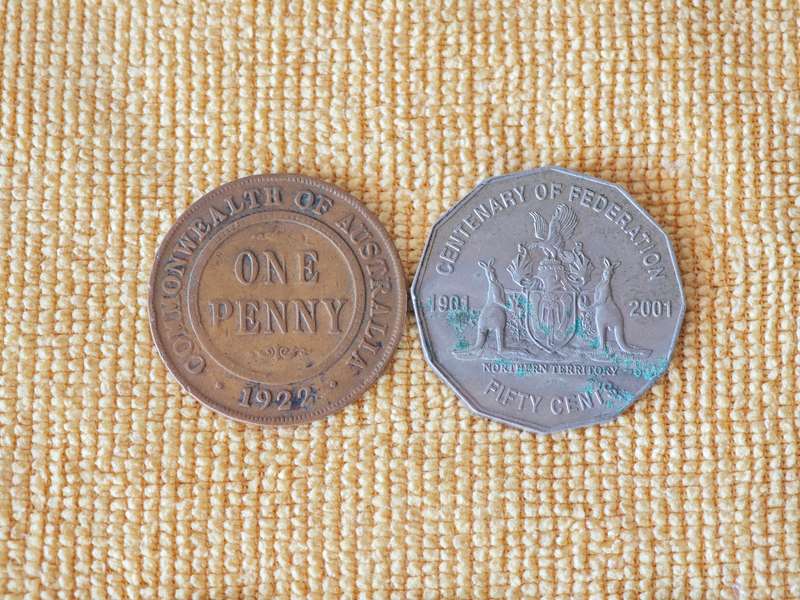 COMMONWEALTH OF AUSTRALIA
ONE
PENNY
1922
CENTENARY OF FEDERATION
1901 2001
NORTHERN TERRITORY
FIFTY CENTS